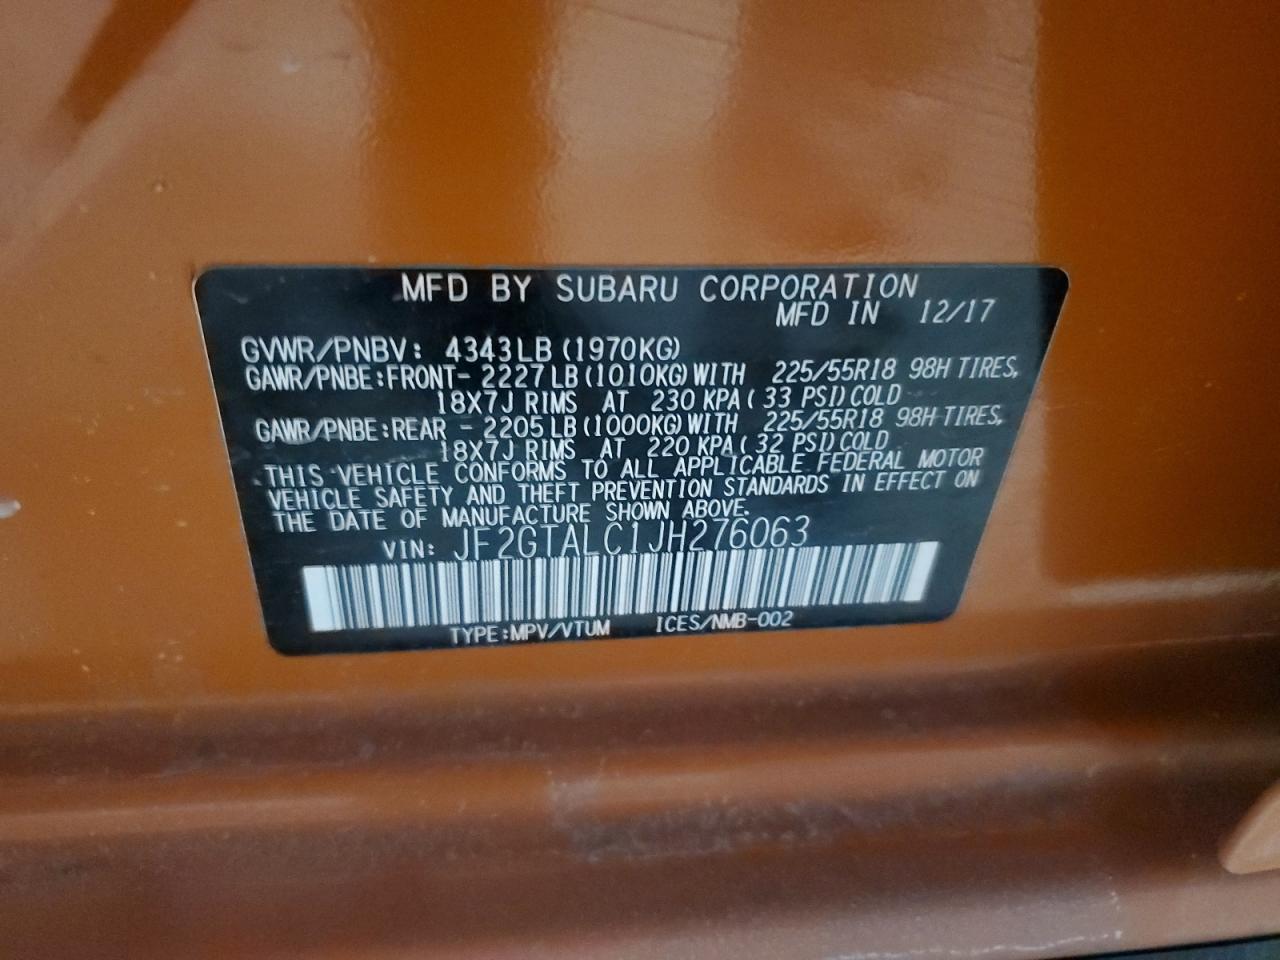 MFD BY SUBARU CORPORATION
MFD IN 12/17
GVWR/PNBV: 4343LB (1970KG)
GAWR/PNBE:FRONT- 2227LB (1010KG) WITH 225/55R18 98H TIRES,
18X7J RIMS AT 230 KPA ( 33 PSI) COLD
GAWR/PNBE:REAR - 2205LB (1000KG) WITH 225/55R18 98H TIRES,
18X7J RIMS AT 220 KPA ( 32 PSI) COLD
THIS VEHICLE CONFORMS TO ALL APPLICABLE FEDERAL MOTOR
VEHICLE SAFETY AND THEFT PREVENTION STANDARDS IN EFFECT ON
THE DATE OF MANUFACTURE SHOWN ABOVE.
VIN: JF2GTALC1JH276063
TYPE:MPV/VTUM ICES/NMB-002